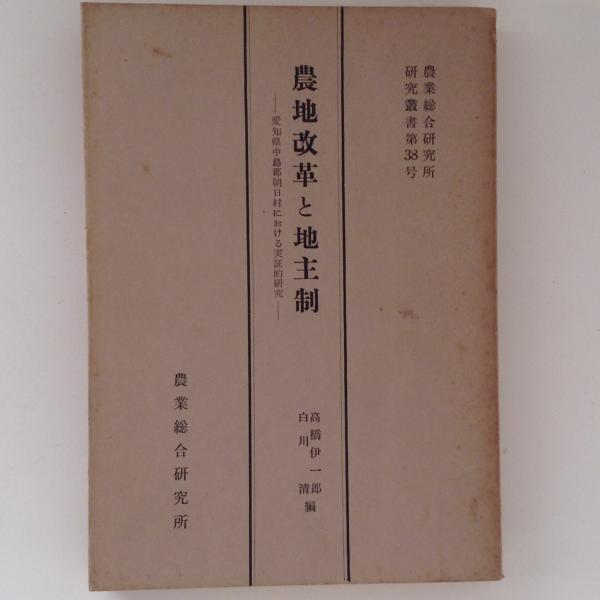 農業総合研究所
研究叢書第38号
農地改革と地主制
――愛知県中島郡朝日村における実証的研究――
高橋伊一郎
白川清
編
農業総合研究所